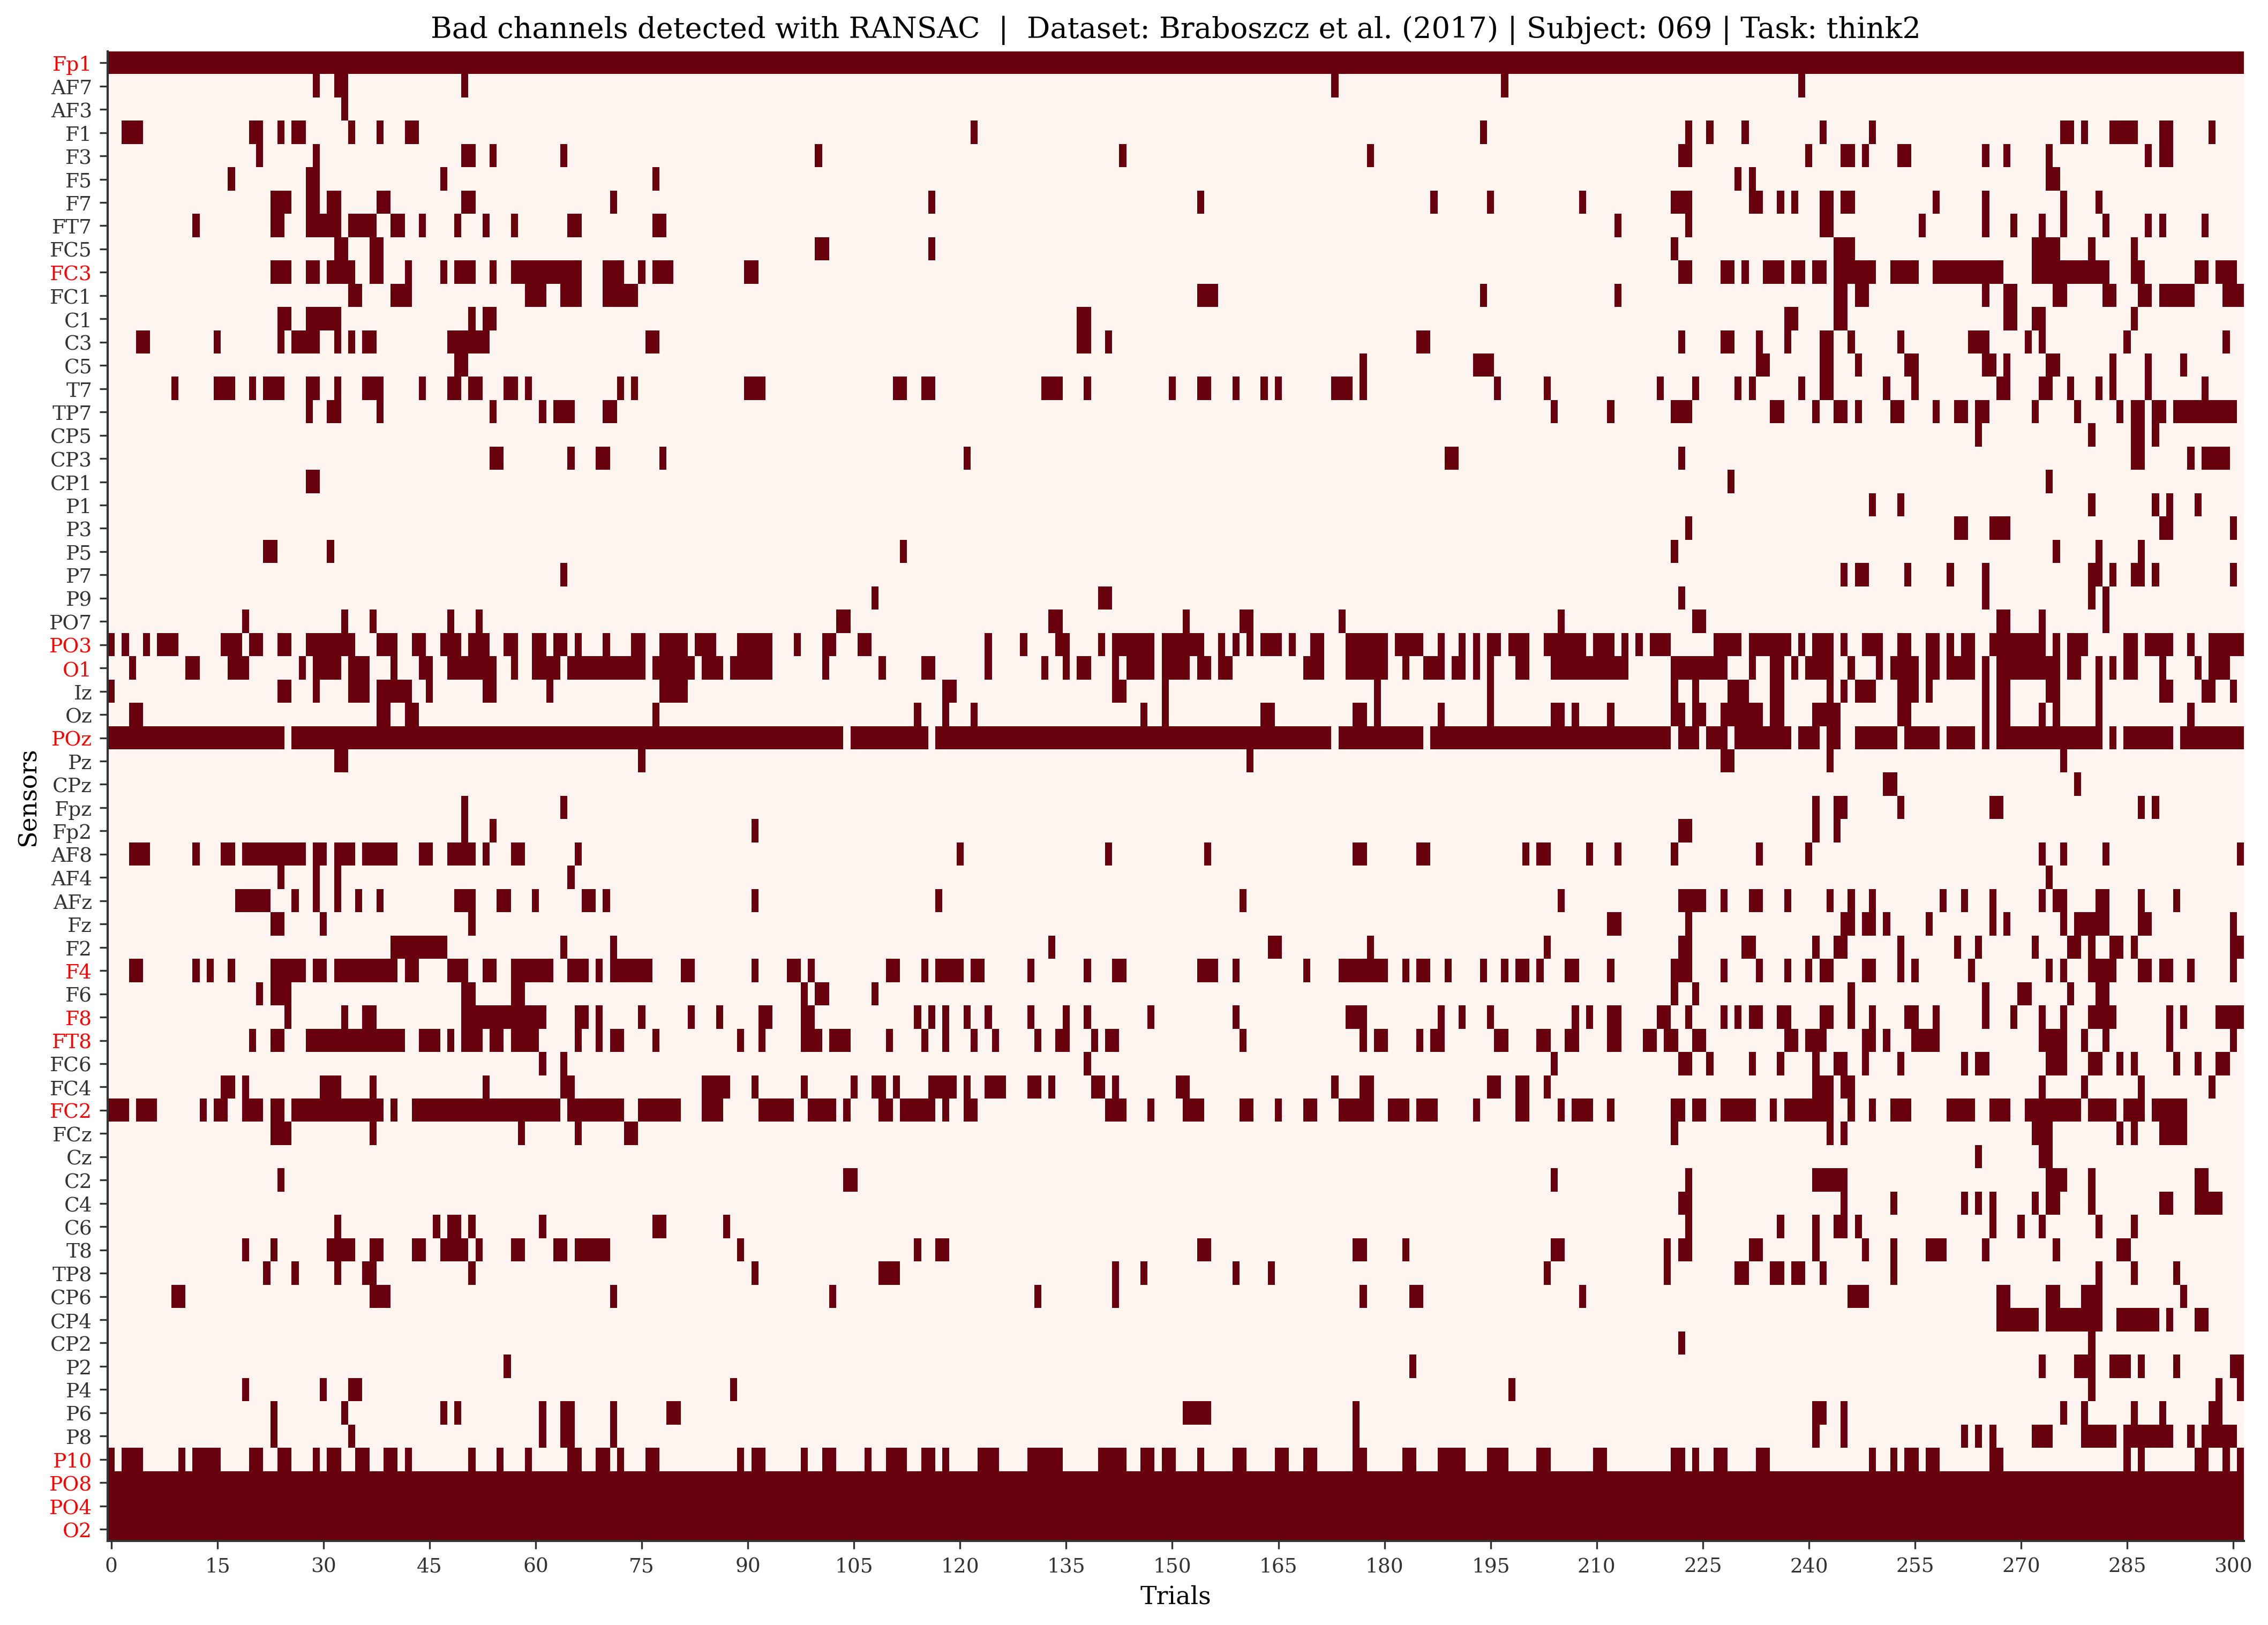 Bad channels detected with RANSAC | Dataset: Braboszcz et al. (2017) | Subject: 069 | Task: think2
Sensors
Fp1
AF7
AF3
F1
F3
F5
F7
FT7
FC5
FC3
FC1
C1
C3
C5
T7
TP7
CP5
CP3
CP1
P1
P3
P5
P7
P9
PO7
PO3
O1
Iz
Oz
POz
Pz
CPz
Fpz
Fp2
AF8
AF4
AFz
Fz
F2
F4
F6
F8
FT8
FC6
FC4
FC2
FCz
Cz
C2
C4
C6
T8
TP8
CP6
CP4
CP2
P2
P4
P6
P8
P10
PO8
PO4
O2
0 15 30 45 60 75 90 105 120 135 150 165 180 195 210 225 240 255 270 285 300
Trials